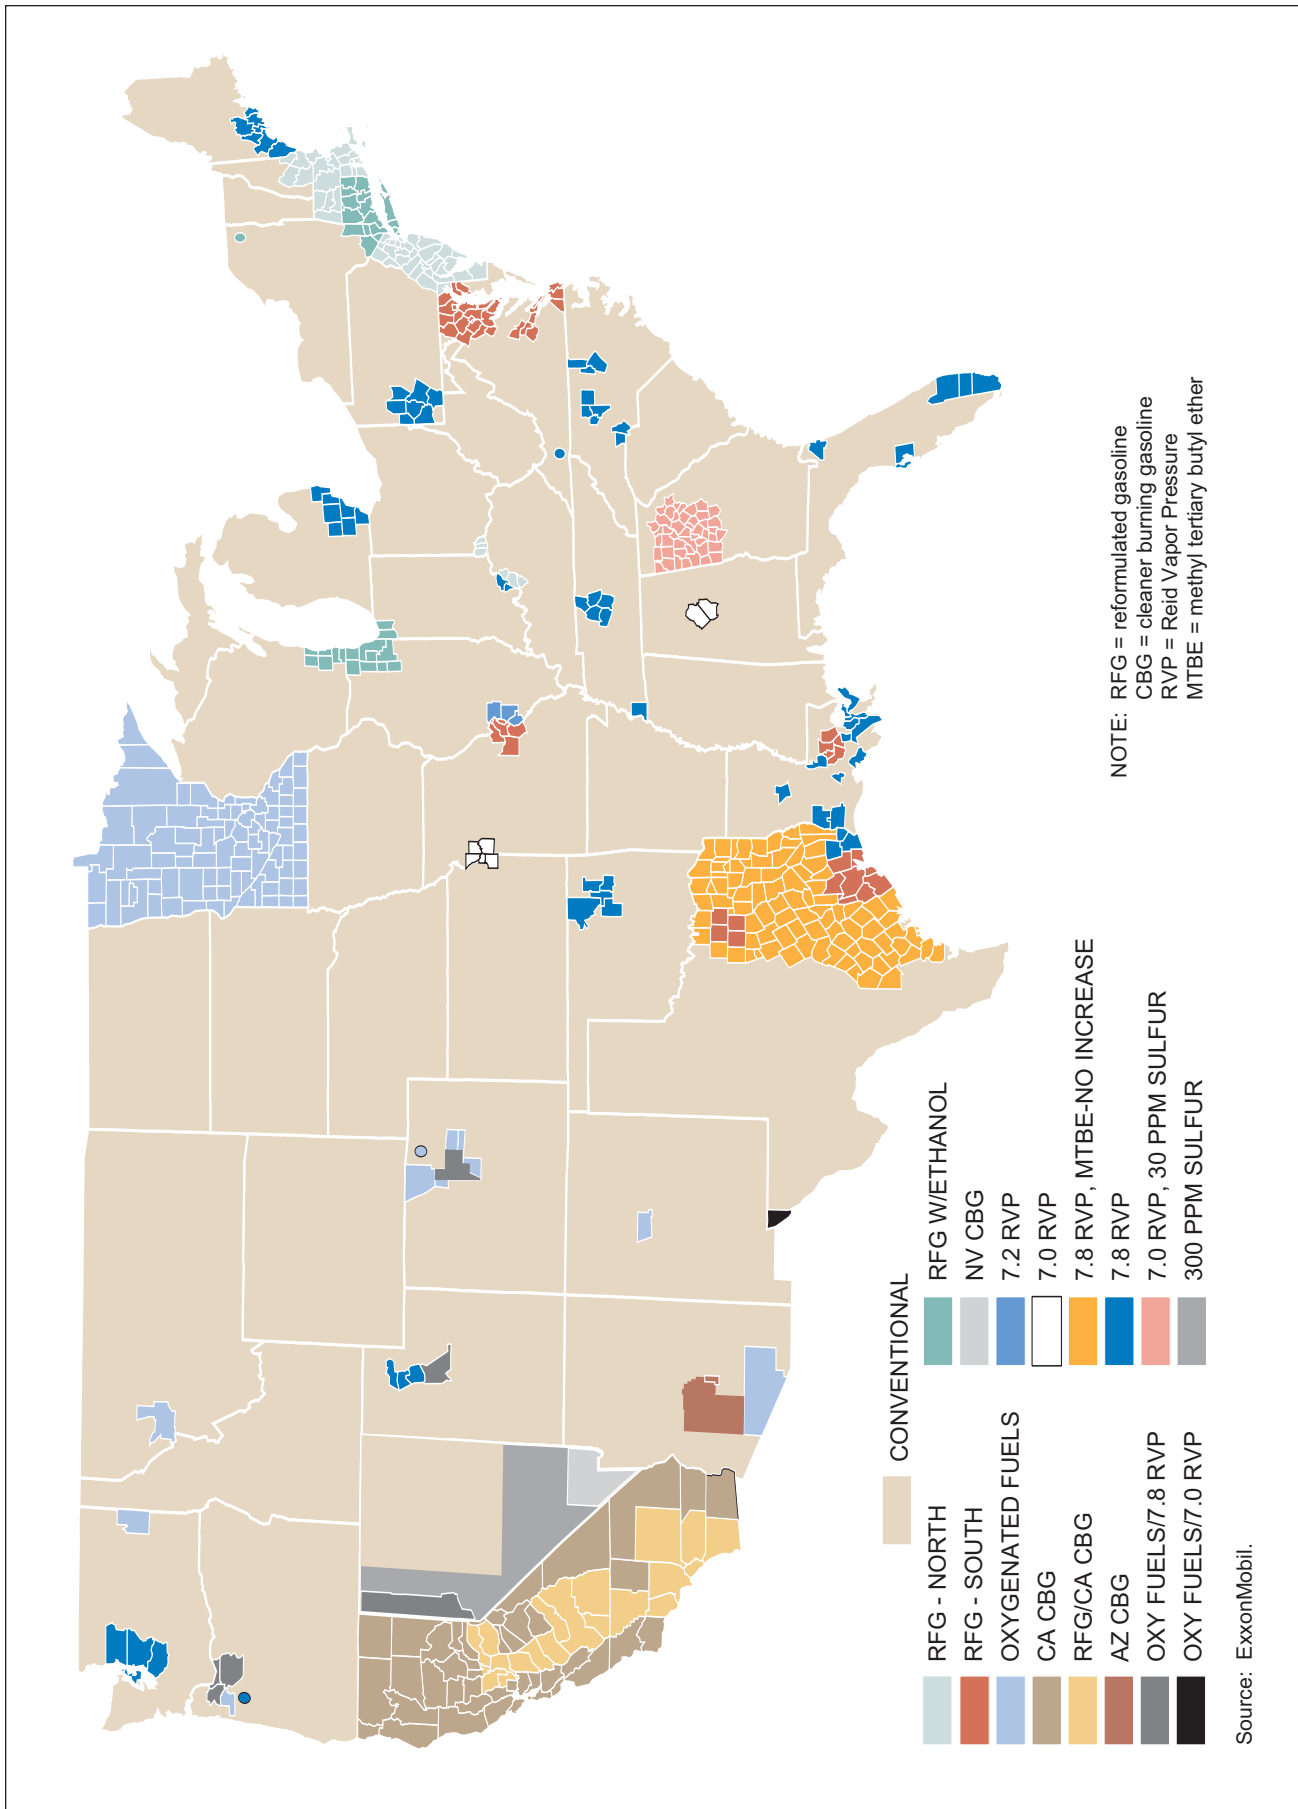 CONVENTIONAL
RFG - NORTH
RFG - SOUTH
OXYGENATED FUELS
CA CBG
RFG/CA CBG
AZ CBG
OXY FUELS/7.8 RVP
OXY FUELS/7.0 RVP
RFG W/ETHANOL
NV CBG
7.2 RVP
7.0 RVP
7.8 RVP, MTBE-NO INCREASE
7.8 RVP
7.0 RVP, 30 PPM SULFUR
300 PPM SULFUR
NOTE: RFG = reformulated gasoline
CBG = cleaner burning gasoline
RVP = Reid Vapor Pressure
MTBE = methyl tertiary butyl ether
Source: ExxonMobil.